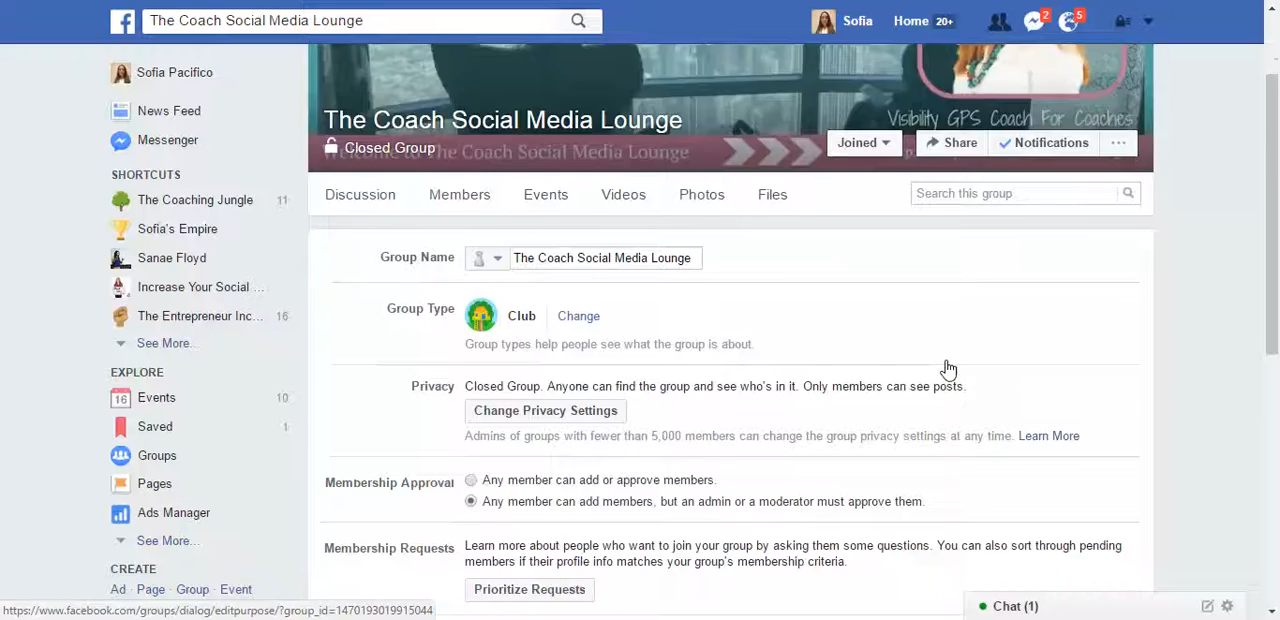 The Coach Social Media Lounge
Sofia
Home 20+
2
5
Sofia Pacifico
News Feed
Messenger
SHORTCUTS
The Coaching Jungle 11
Sofia's Empire
Sanae Floyd
Increase Your Social ...
The Entrepreneur Inc... 16
See More...
EXPLORE
16 Events 10
Saved 1
Groups
Pages
Ads Manager
See More...
CREATE
Ad · Page · Group · Event
The Coach Social Media Lounge
Visibility GPS Coach For Coaches
Closed Group
Welcome to The Coach Social Media Lounge
Joined
Share
Notifications
Discussion Members Events Videos Photos Files
Search this group
Group Name The Coach Social Media Lounge
Group Type Club Change
Group types help people see what the group is about.
Privacy Closed Group. Anyone can find the group and see who's in it. Only members can see posts.
Change Privacy Settings
Admins of groups with fewer than 5,000 members can change the group privacy settings at any time. Learn More
Membership Approval Any member can add or approve members.
Any member can add members, but an admin or a moderator must approve them.
Membership Requests Learn more about people who want to join your group by asking them some questions. You can also sort through pending
members if their profile info matches your group's membership criteria.
Prioritize Requests
https://www.facebook.com/groups/dialog/editpurpose/?group_id=1470193019915044
Chat (1)